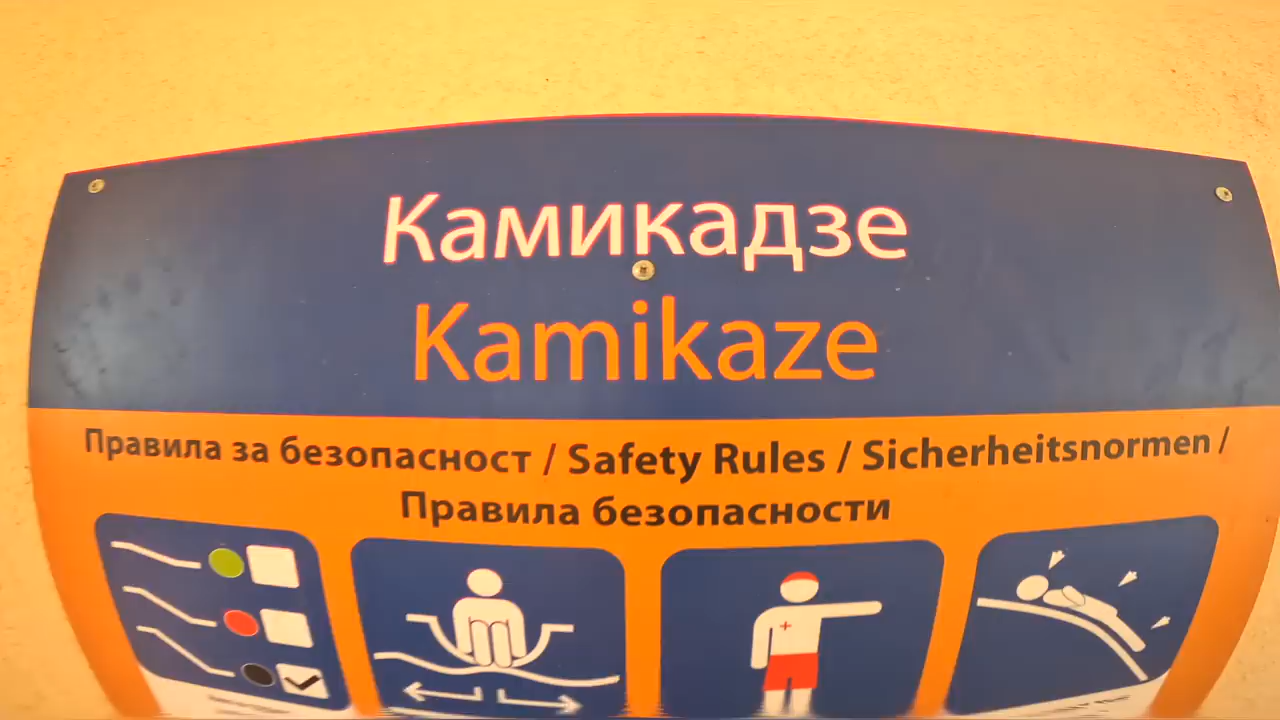 Камикадзе
Kamikaze
Правила за безопасност / Safety Rules / Sicherheitsnormen /
Правила безопасности